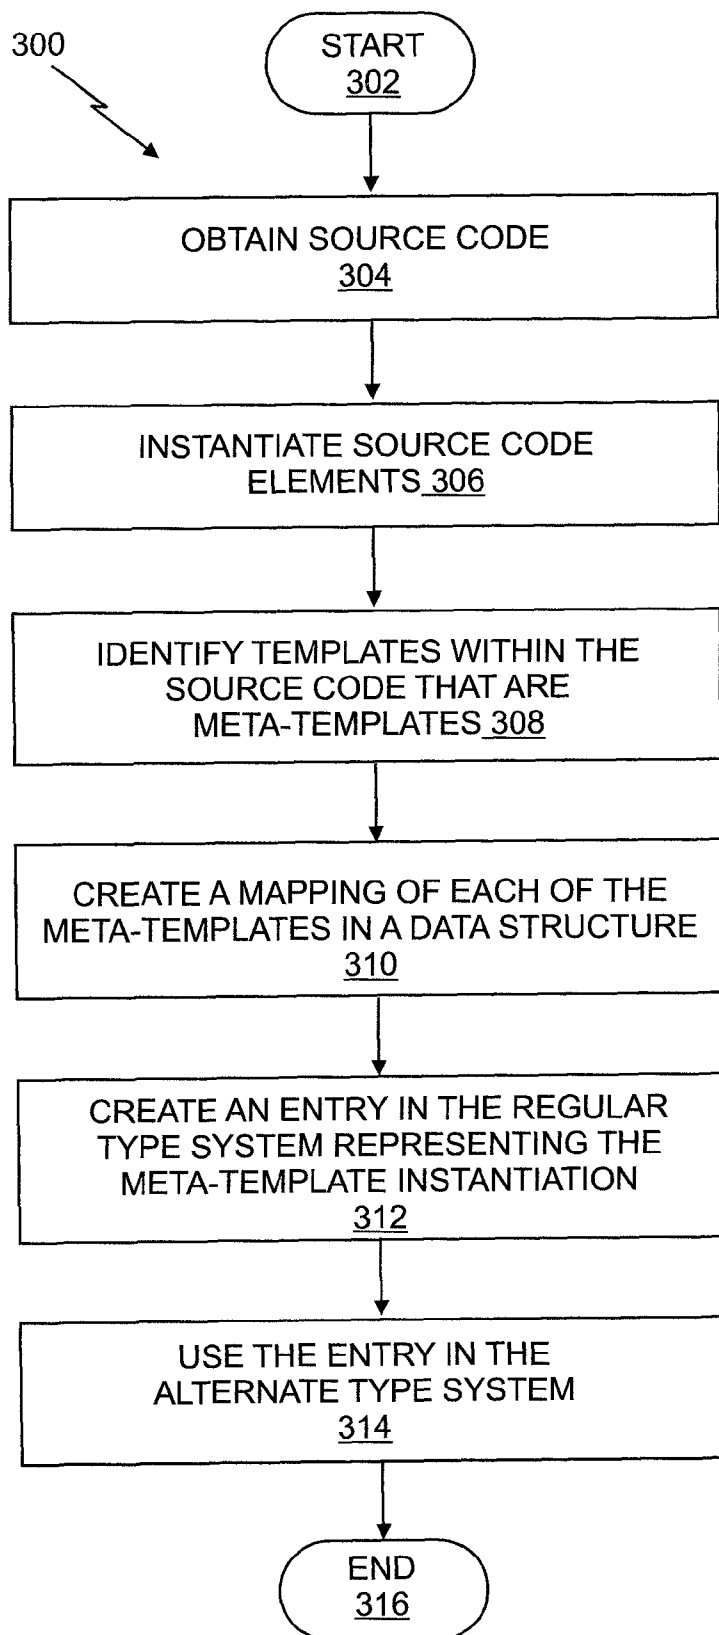 300
START
302
OBTAIN SOURCE CODE
304
INSTANTIATE SOURCE CODE
ELEMENTS 306
IDENTIFY TEMPLATES WITHIN THE
SOURCE CODE THAT ARE
META-TEMPLATES 308
CREATE A MAPPING OF EACH OF THE
META-TEMPLATES IN A DATA STRUCTURE
310
CREATE AN ENTRY IN THE REGULAR
TYPE SYSTEM REPRESENTING THE
META-TEMPLATE INSTANTIATION
312
USE THE ENTRY IN THE
ALTERNATE TYPE SYSTEM
314
END
316